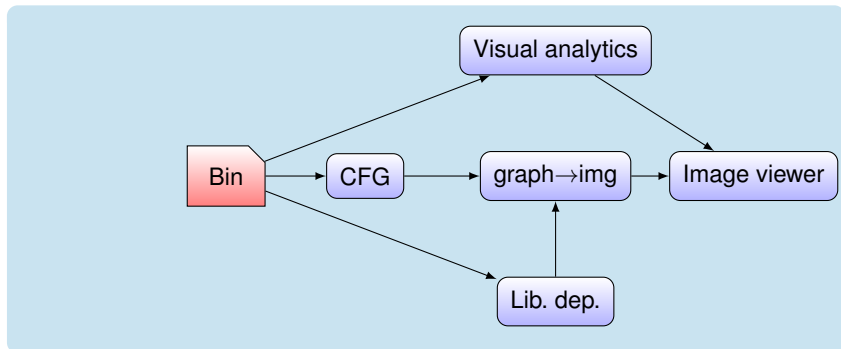 Visual analytics
Bin
CFG
graph→img
Image viewer
Lib. dep.